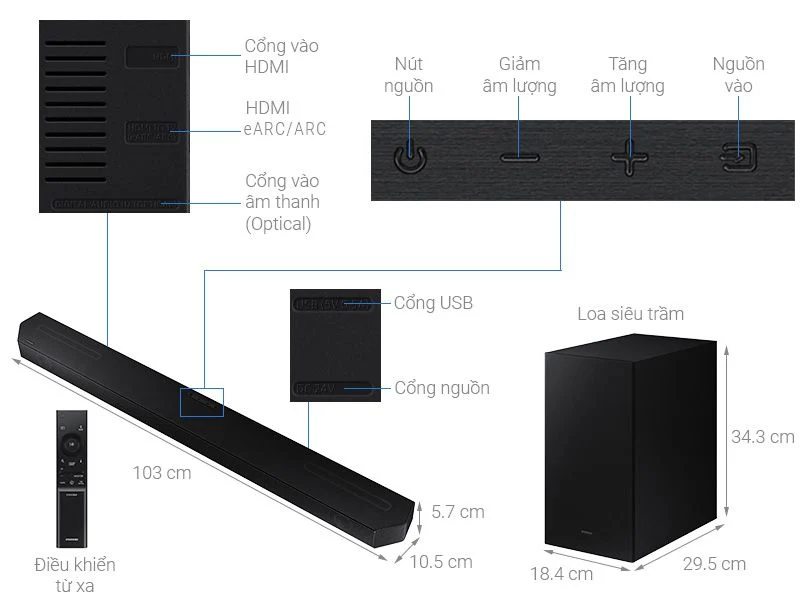 Cổng vào
HDMI
HDMI
eARC/ARC
Cổng vào
âm thanh
(Optical)
Nút
nguồn
Giảm
âm lượng
Tăng
âm lượng
Nguồn
vào
Cổng USB
DC 24V
Cổng nguồn
Loa siêu trầm
34.3 cm
18.4 cm
29.5 cm
103 cm
5.7 cm
10.5 cm
Điều khiển
từ xa